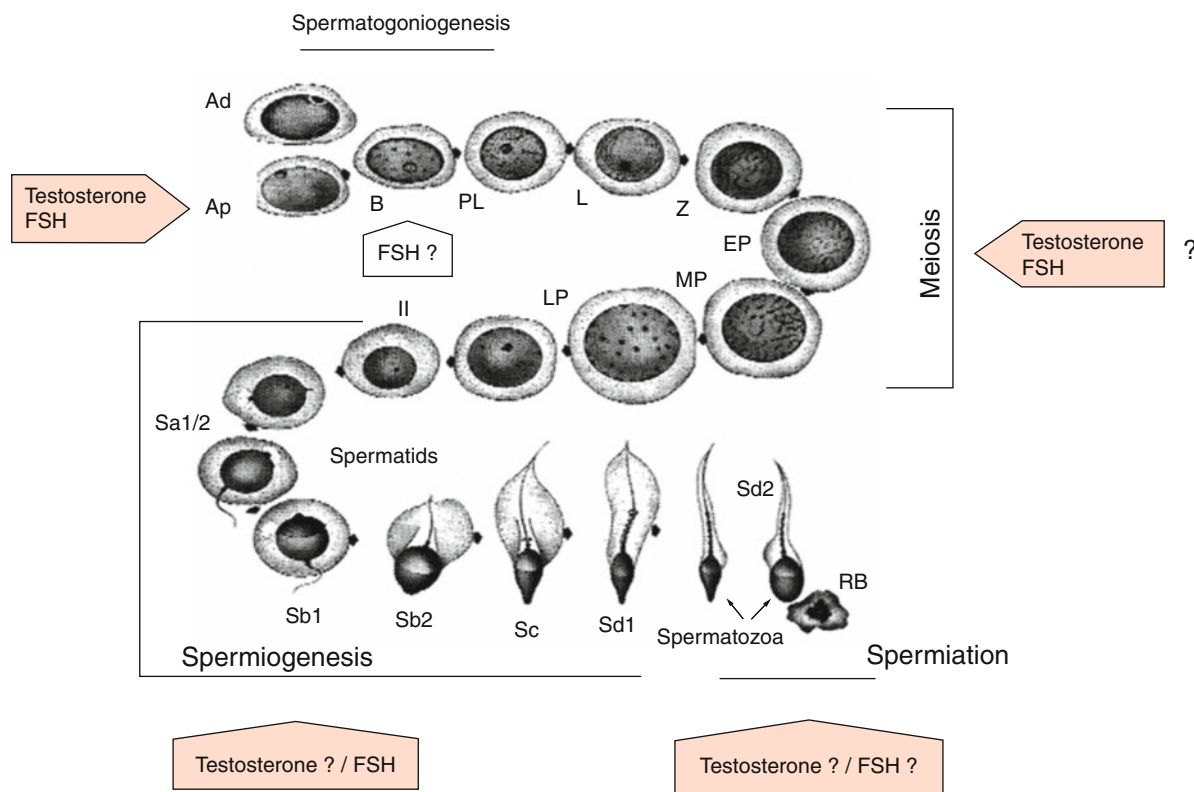 Spermatogoniogenesis
Ad
Ap
B
PL
L
Z
EP
MP
LP
II
Testosterone
FSH
FSH ?
Meiosis
Testosterone
FSH
?
Sa1/2
Spermatids
Sb1
Sb2
Sc
Sd1
Sd2
RB
Spermatozoa
Spermiogenesis
Spermiation
Testosterone ? / FSH
Testosterone ? / FSH ?